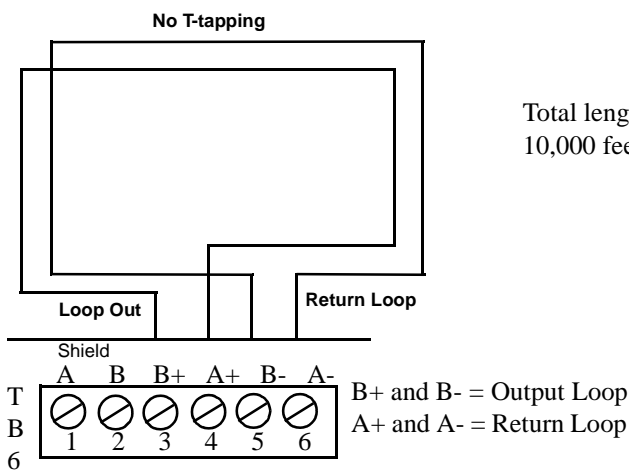 No T-tapping
Total leng
10,000 fee
Loop Out
Return Loop
Shield
A B B+ A+ B- A-
T
B
6
1 2 3 4 5 6
B+ and B- = Output Loop
A+ and A- = Return Loop